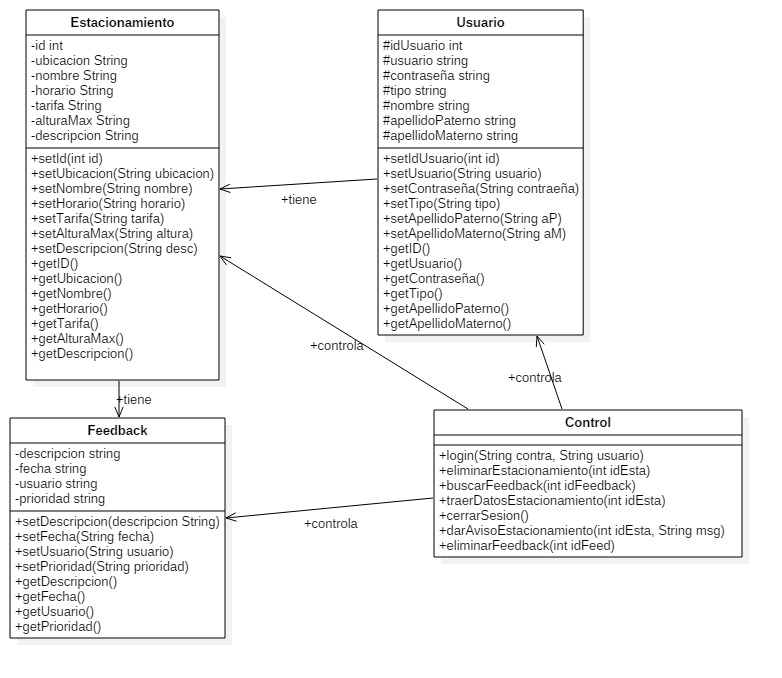 Estacionamiento
-id int
-ubicacion String
-nombre String
-horario String
-tarifa String
-alturaMax String
-descripcion String
+setId(int id)
+setUbicacion(String ubicacion)
+setNombre(String nombre)
+setHorario(String horario)
+setTarifa(String tarifa)
+setAlturaMax(String altura)
+setDescripcion(String desc)
+getID()
+getUbicacion()
+getNombre()
+getHorario()
+getTarifa()
+getAlturaMax()
+getDescripcion()
Usuario
#idUsuario int
#usuario string
#contraseña string
#tipo string
#nombre string
#apellidoPaterno string
#apellidoMaterno string
+setIdUsuario(int id)
+setUsuario(String usuario)
+setContraseña(String contraeña)
+setTipo(String tipo)
+setApellidoPaterno(String aP)
+setApellidoMaterno(String aM)
+getID()
+getUsuario()
+getContraseña()
+getTipo()
+getApellidoPaterno()
+getApellidoMaterno()
+tiene
+controla
+controla
+tiene
Feedback
-descripcion string
-fecha string
-usuario string
-prioridad string
+setDescripcion(descripcion String)
+setFecha(String fecha)
+setUsuario(String usuario)
+setPrioridad(String prioridad)
+getDescripcion()
+getFecha()
+getUsuario()
+getPrioridad()
+controla
Control
+login(String contra, String usuario)
+eliminarEstacionamiento(int idEsta)
+buscarFeedback(int idFeedback)
+traerDatosEstacionamiento(int idEsta)
+cerrarSesion()
+darAvisoEstacionamiento(int idEsta, String msg)
+eliminarFeedback(int idFeed)